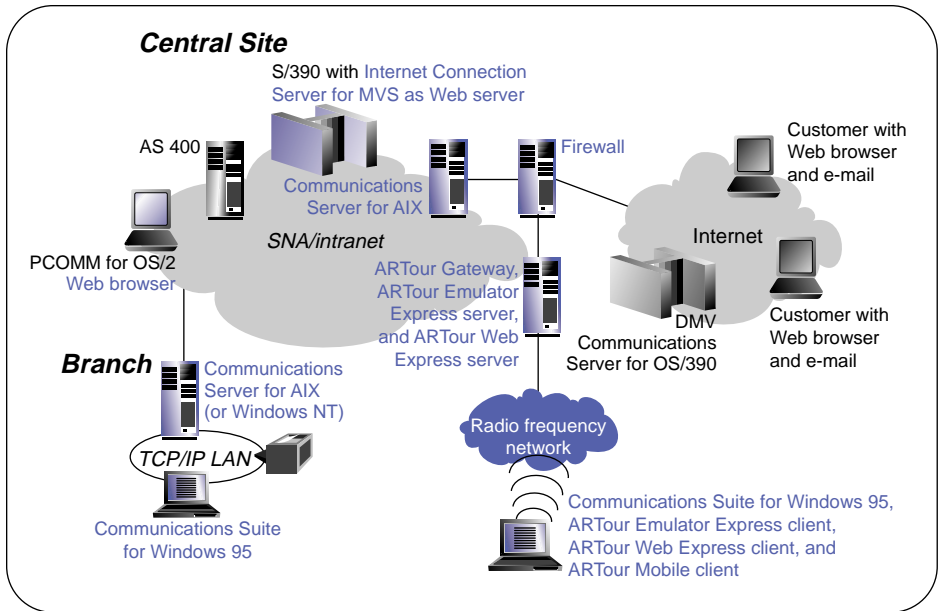 Central Site
S/390 with Internet Connection
Server for MVS as Web server
AS 400
Communications
Server for AIX
Firewall
Customer with
Web browser
and e-mail
SNA/intranet
Internet
PCOMM for OS/2
Web browser
ARTour Gateway,
ARTour Emulator
Express server,
and ARTour Web
Express server
DMV
Communications
Server for OS/390
Customer with
Web browser
and e-mail
Branch
Communications
Server for AIX
(or Windows NT)
TCP/IP LAN
Communications Suite
for Windows 95
Radio frequency
network
Communications Suite for Windows 95,
ARTour Emulator Express client,
ARTour Web Express client, and
ARTour Mobile client